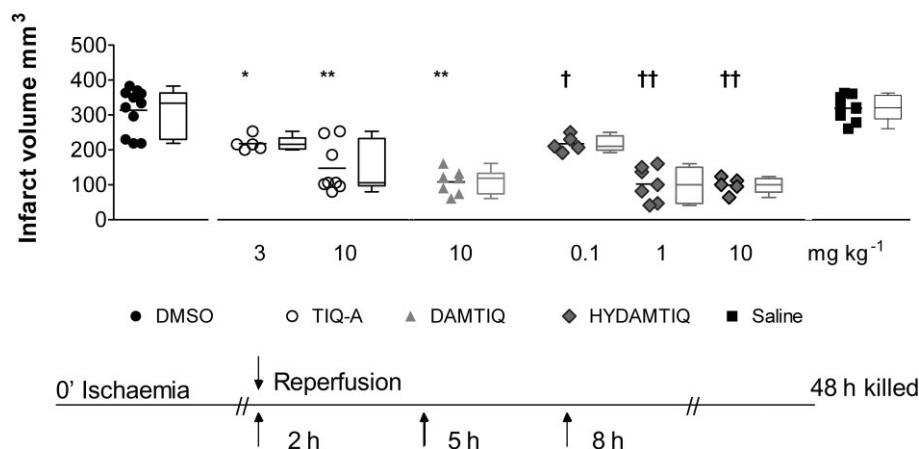 Infarct volume mm³
500
400
300
200
100
0
* ** ** † †† ††
3 10 10 0.1 1 10 mg kg⁻¹
DMSO TIQ-A DAMTIQ HYDAMTIQ Saline
Reperfusion
0' Ischaemia 48 h killed
2 h 5 h 8 h